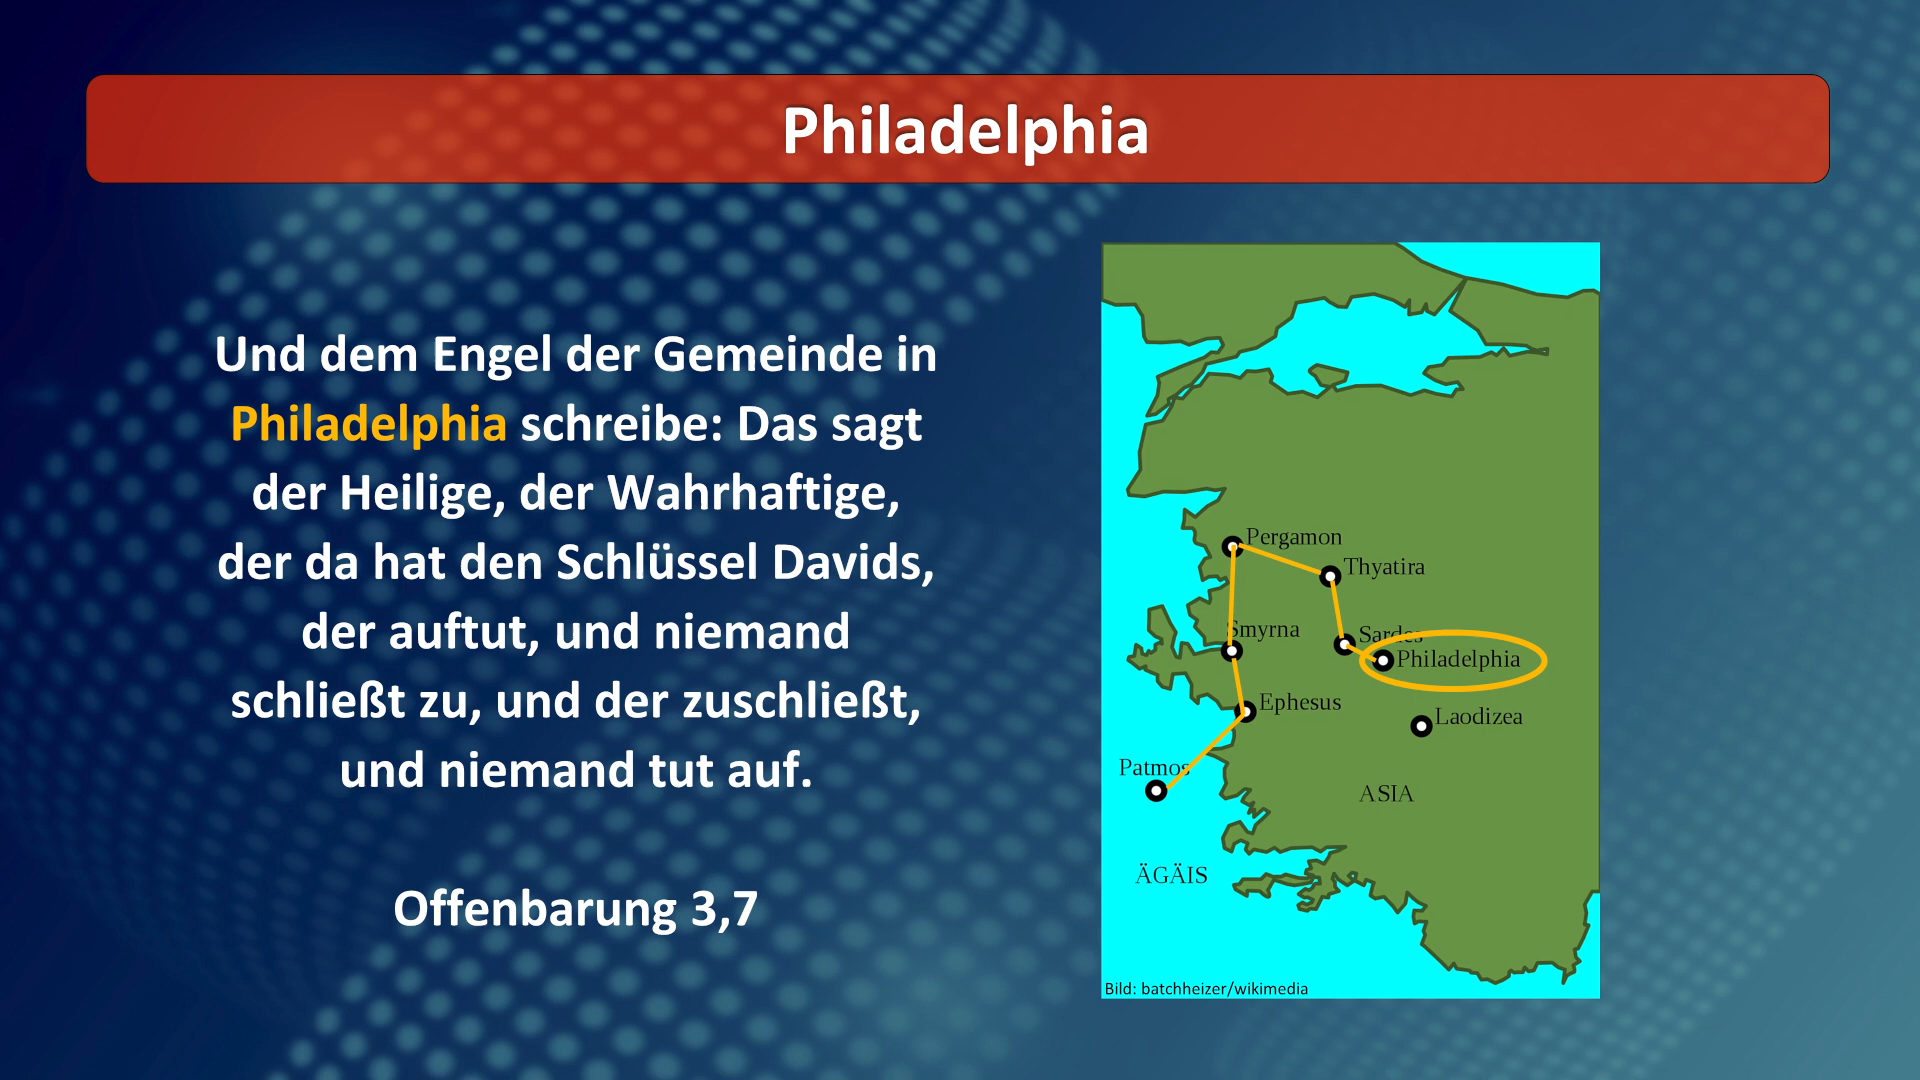 Philadelphia
Und dem Engel der Gemeinde in
Philadelphia schreibe: Das sagt
der Heilige, der Wahrhaftige,
der da hat den Schlüssel Davids,
der auftut, und niemand
schließt zu, und der zuschließt,
und niemand tut auf.
Offenbarung 3,7
Pergamon
Thyatira
Smyrna
Sardes
Philadelphia
Ephesus
Laodizea
Patmos
ASIA
ÄGÄIS
Bild: batchheizer/wikimedia